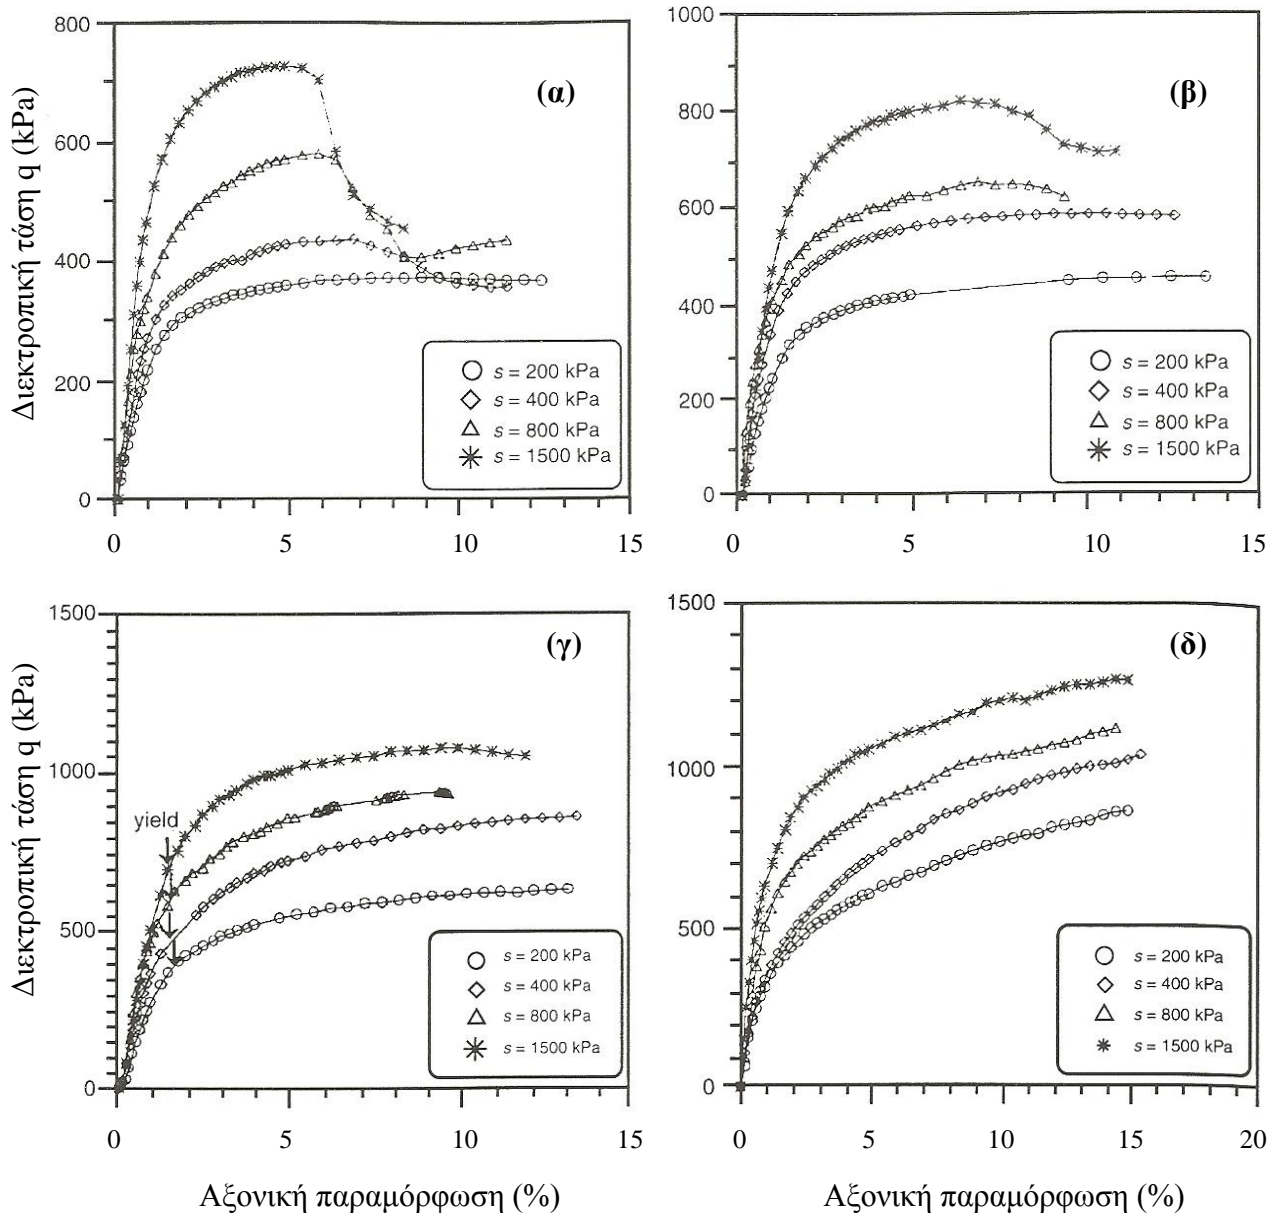 800
600
400
200
0
0
5
10
15
Διεκτροπική τάση q (kPa)
(α)
s = 200 kPa
s = 400 kPa
s = 800 kPa
s = 1500 kPa
1000
800
600
400
200
0
0
5
10
15
(β)
s = 200 kPa
s = 400 kPa
s = 800 kPa
s = 1500 kPa
1500
1000
500
0
0
5
10
15
Διεκτροπική τάση q (kPa)
(γ)
yield
s = 200 kPa
s = 400 kPa
s = 800 kPa
s = 1500 kPa
Αξονική παραμόρφωση (%)
1500
1000
500
0
0
5
10
15
20
(δ)
s = 200 kPa
s = 400 kPa
s = 800 kPa
s = 1500 kPa
Αξονική παραμόρφωση (%)